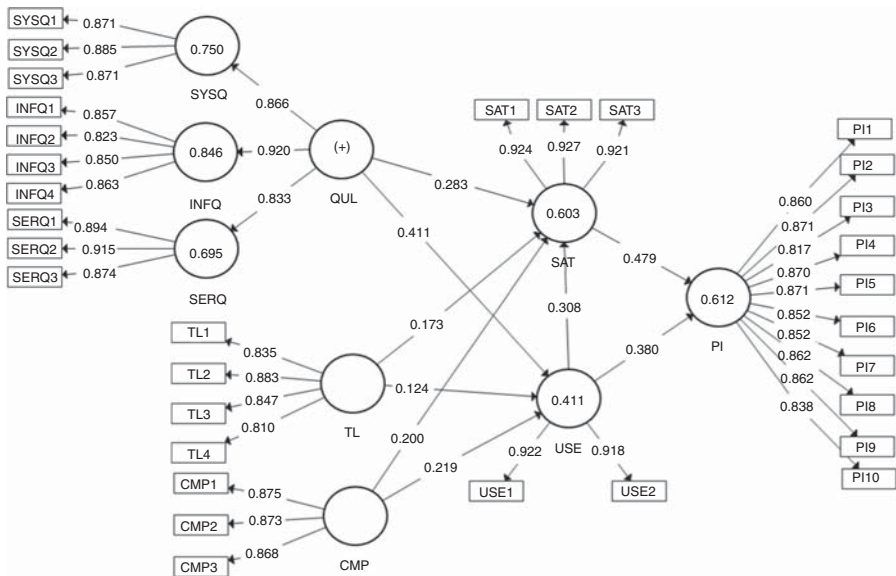 SYSQ1
0.871
SYSQ2
0.885
SYSQ3
0.871
0.750
SYSQ
INFQ1
0.857
INFQ2
0.823
INFQ3
0.850
INFQ4
0.863
0.846
INFQ
SERQ1
0.894
SERQ2
0.915
SERQ3
0.874
0.695
SERQ
0.866
0.920
0.833
(+)
QUL
0.283
0.411
TL1
0.835
TL2
0.883
TL3
0.847
TL4
0.810
TL
0.173
0.124
CMP1
0.875
CMP2
0.873
CMP3
0.868
CMP
0.200
0.219
SAT1
SAT2
SAT3
0.924
0.927
0.921
0.603
SAT
0.479
0.308
0.380
0.411
USE
0.922
0.918
USE1
USE2
0.612
PI
0.860
0.871
0.817
0.870
0.871
0.852
0.852
0.862
0.862
0.838
PI1
PI2
PI3
PI4
PI5
PI6
PI7
PI8
PI9
PI10